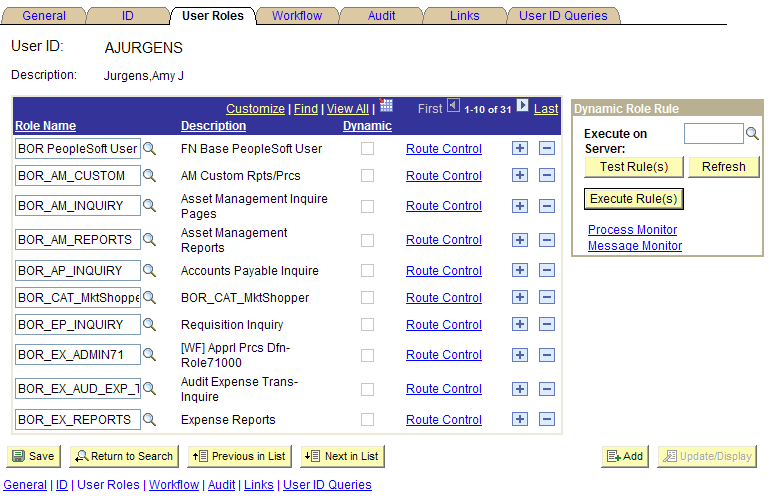 General ID User Roles Workflow Audit Links User ID Queries
User ID: AJURGENS
Description: Jurgens,Amy J
Customize | Find | View All | First 1-10 of 31 Last
Role Name Description Dynamic
BOR PeopleSoft User FN Base PeopleSoft User Route Control
BOR_AM_CUSTOM AM Custom Rpts/Prcs Route Control
BOR_AM_INQUIRY Asset Management Inquire
Pages Route Control
BOR_AM_REPORTS Asset Management
Reports Route Control
BOR_AP_INQUIRY Accounts Payable Inquire Route Control
BOR_CAT_MktShoppe BOR_CAT_MktShopper Route Control
BOR_EP_INQUIRY Requisition Inquiry Route Control
BOR_EX_ADMIN71 [WF] Apprl Prcs Dfn-
Role71000 Route Control
BOR_EX_AUD_EXP_T Audit Expense Trans-
Inquire Route Control
BOR_EX_REPORTS Expense Reports Route Control
Dynamic Role Rule
Execute on
Server:
Test Rule(s) Refresh
Execute Rule(s)
Process Monitor
Message Monitor
Save Return to Search Previous in List Next in List Add Update/Display
General | ID | User Roles | Workflow | Audit | Links | User ID Queries